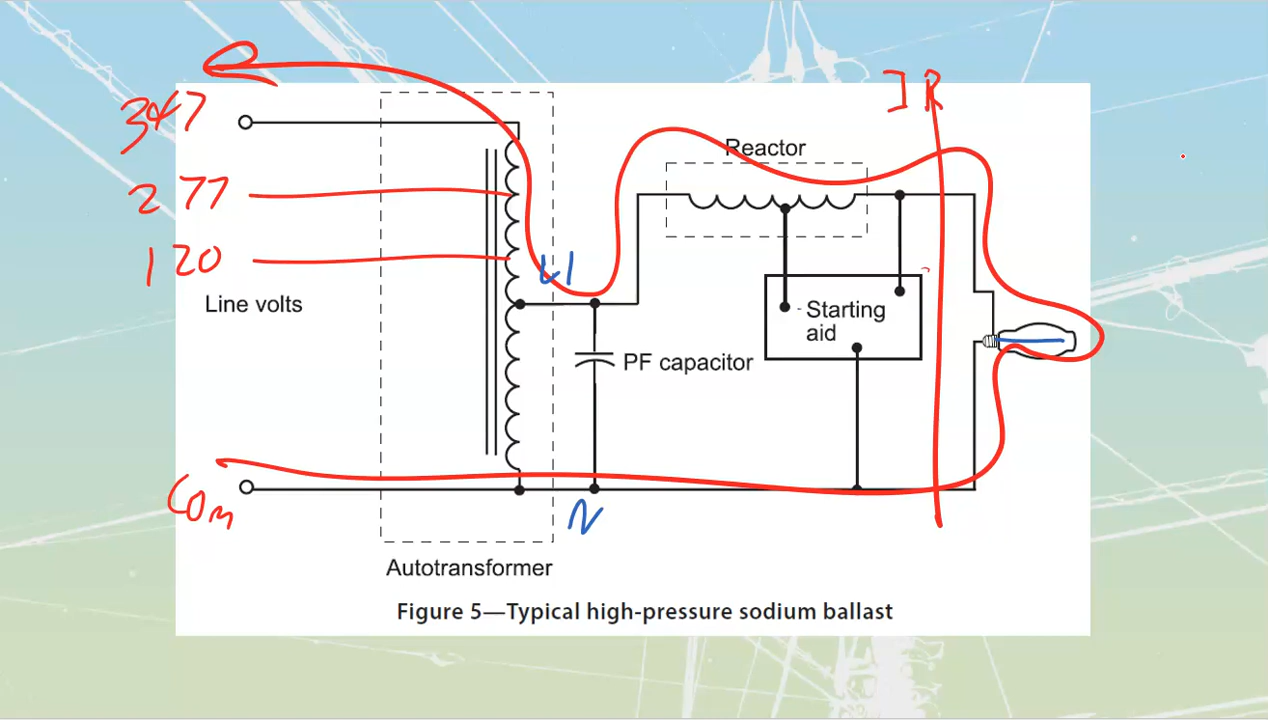 IR
347
Reactor
277
120
L1
Line volts
Starting
aid
PF capacitor
Com
N
Autotransformer
Figure 5—Typical high-pressure sodium ballast